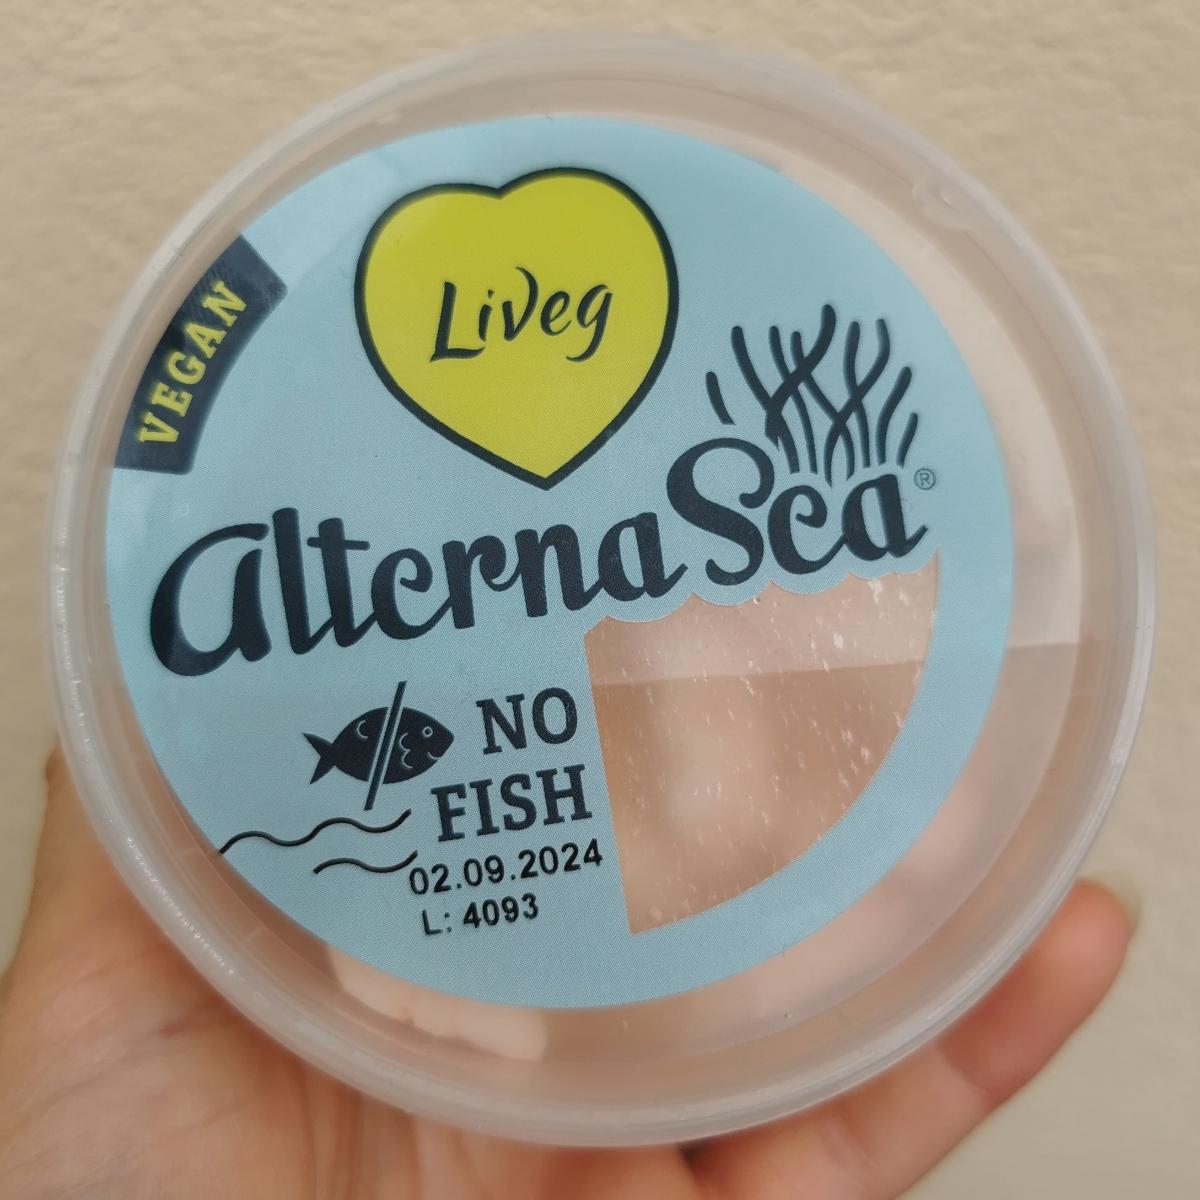 VEGAN
Liveg
AlternaSea®
NO
FISH
02.09.2024
L: 4093